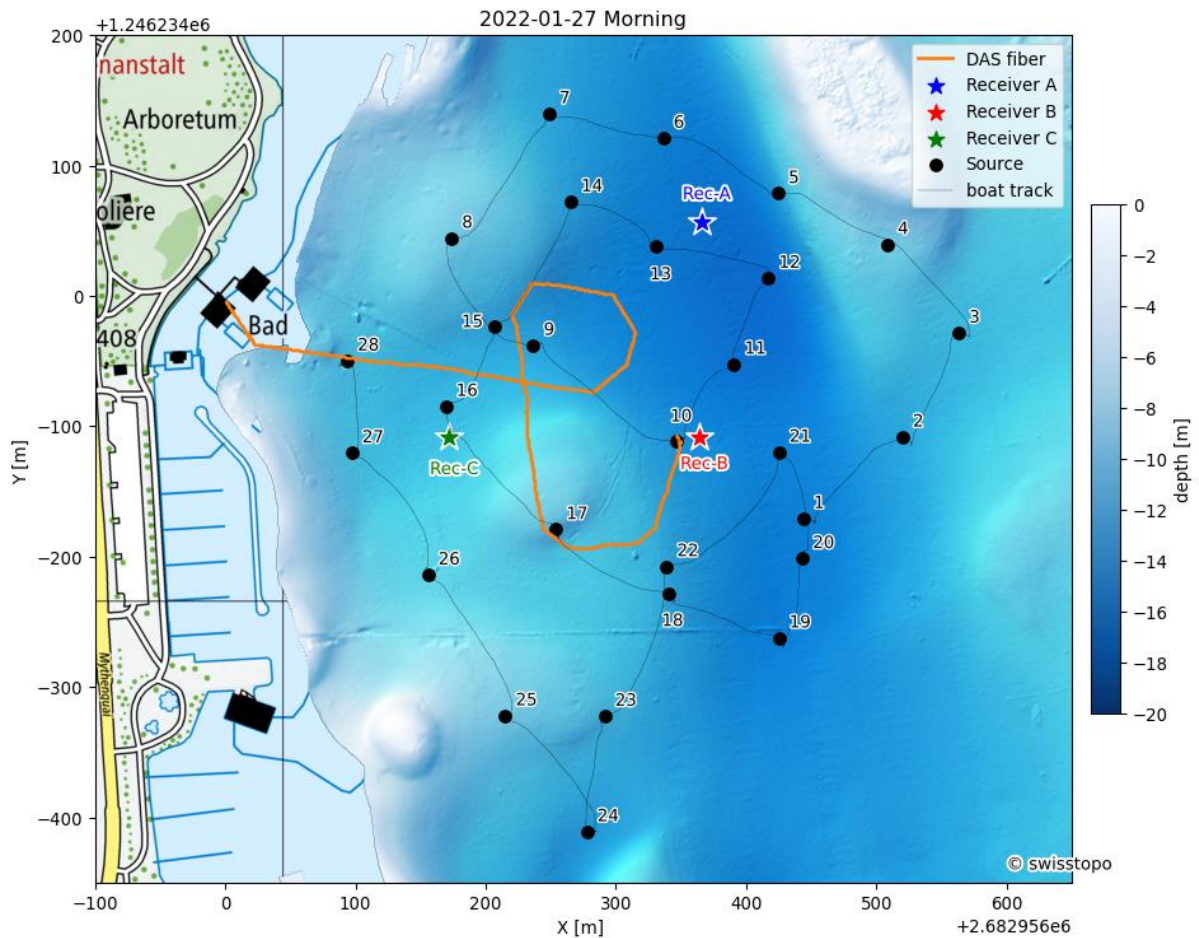 2022-01-27 Morning
+1.246234e6
200
100
0
−100
−200
−300
−400
Y [m]
−100
0
100
200
300
400
500
600
X [m]
+2.682956e6
DAS fiber
Receiver A
Receiver B
Receiver C
Source
boat track
nanstalt
Arboretum
olière
408
Bad
Mythenquai
7
6
5
14
Rec-A
8
4
13
12
15
9
3
28
11
16
10
2
27
Rec-C
Rec-B
21
17
1
26
22
20
18
19
25
23
24
© swisstopo
0
−2
−4
−6
−8
−10
−12
−14
−16
−18
−20
depth [m]